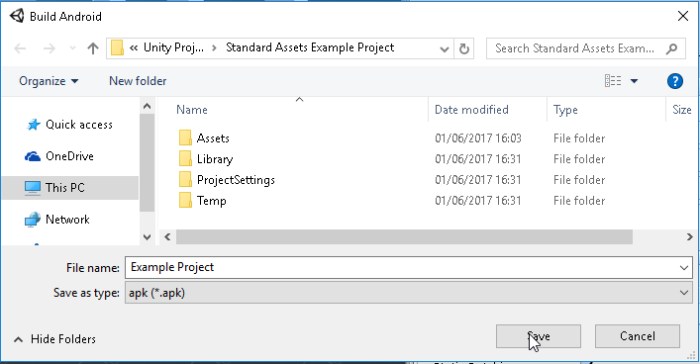 Build Android
« Unity Proj... > Standard Assets Example Project
Search Standard Assets Exam...
Organize
New folder
Name
Date modified
Type
Size
Quick access
OneDrive
This PC
Network
Assets 01/06/2017 16:03 File folder
Library 01/06/2017 16:31 File folder
ProjectSettings 01/06/2017 16:31 File folder
Temp 01/06/2017 16:31 File folder
File name: Example Project
Save as type: apk (*.apk)
Hide Folders
Save
Cancel